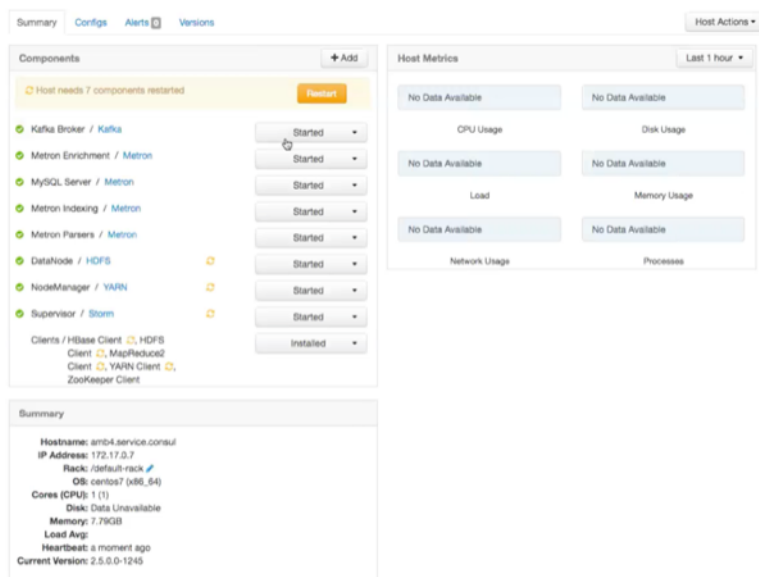 Summary Configs Alerts 0 Versions Host Actions
Components + Add
Host needs 7 components restarted Restart
Kafka Broker / Kafka Started
Metron Enrichment / Metron Started
MySQL Server / Metron Started
Metron Indexing / Metron Started
Metron Parsers / Metron Started
DataNode / HDFS Started
NodeManager / YARN Started
Supervisor / Storm Started
Clients / HBase Client , HDFS Installed
Client , MapReduce2
Client , YARN Client ,
ZooKeeper Client
Host Metrics Last 1 hour
No Data Available No Data Available
CPU Usage Disk Usage
No Data Available No Data Available
Load Memory Usage
No Data Available No Data Available
Network Usage Processes
Summary
Hostname: amb4.service.consul
IP Address: 172.17.0.7
Rack: /default-rack
OS: centos7 (x86_64)
Cores (CPU): 1 (1)
Disk: Data Unavailable
Memory: 7.79GB
Load Avg:
Heartbeat: a moment ago
Current Version: 2.5.0.0-1245